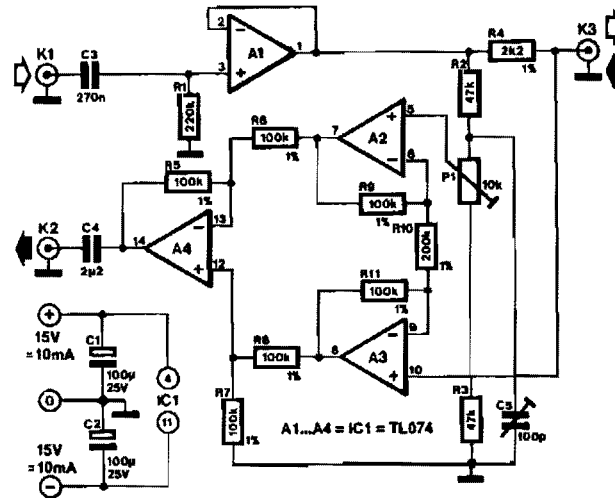 K1
C3
270n
R1
220k
2
3
1
A1
R4
2k2
1%
K3
R2
47k
R6
100k
1%
7
A2
5
6
P1
10k
R5
100k
1%
R9
100k
1%
R10
200k
1%
K2
C4
2µ2
14
A4
13
12
R11
100k
1%
R8
100k
1%
8
A3
9
10
R7
100k
1%
R3
47k
C5
100p
+
15V
= 10mA
C1
100µ
25V
0
C2
100µ
25V
15V
= 10mA
4
IC1
11
A1...A4 = IC1 = TL074